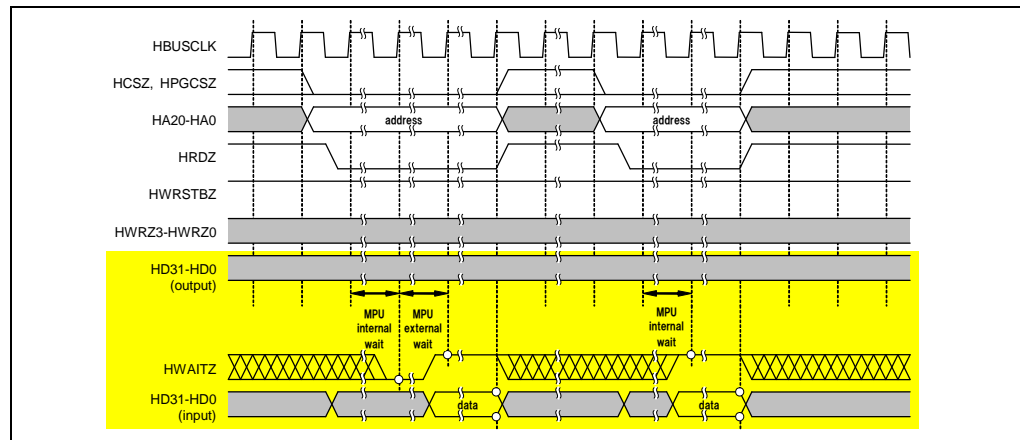 HBUSCLK
HCSZ, HPGCSZ
HA20-HA0
address
address
HRDZ
HWRSTBZ
HWRZ3-HWRZ0
HD31-HD0
(output)
MPU
internal
wait
MPU
external
wait
MPU
internal
wait
HWAITZ
HD31-HD0
(input)
data
data